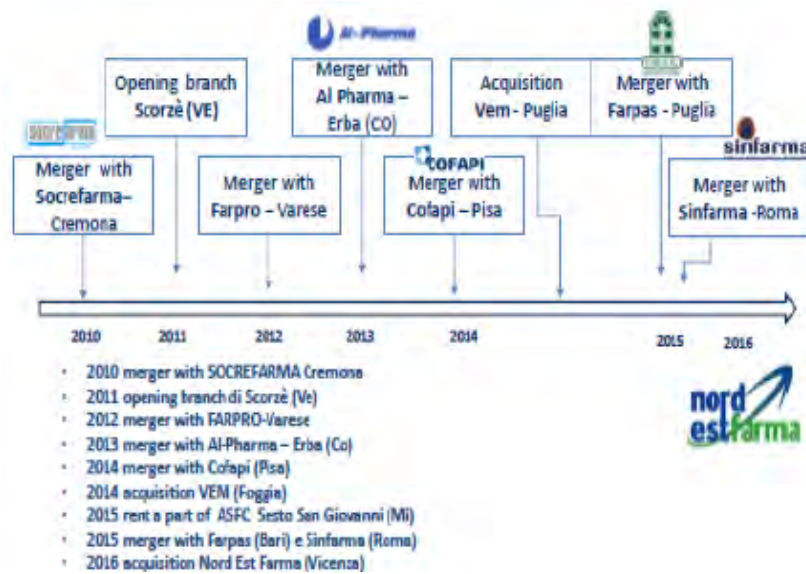 Al-Pharma
Opening branch
Scorzè (VE)
Merger with
Al Pharma –
Erba (CO)
Acquisition
Vem - Puglia
Merger with
Farpas - Puglia
socrefarma
sinfarma
Merger with
Socrefarma–
Cremona
Merger with
Farpro – Varese
COFAPI
Merger with
Cofapi – Pisa
Merger with
Sinfarma -Roma
2010 2011 2012 2013 2014 2015 2016
· 2010 merger with SOCREFARMA Cremona
· 2011 opening branch di Scorzè (Ve)
· 2012 merger with FARPRO-Varese
· 2013 merger with Al-Pharma – Erba (Co)
· 2014 merger with Cofapi (Pisa)
· 2014 acquisition VEM (Foggia)
· 2015 rent a part of ASFC Sesto San Giovanni (Mi)
· 2015 merger with Farpas (Bari) e Sinfarma (Roma)
· 2016 acquisition Nord Est Farma (Vicenza)
nord
estfarma